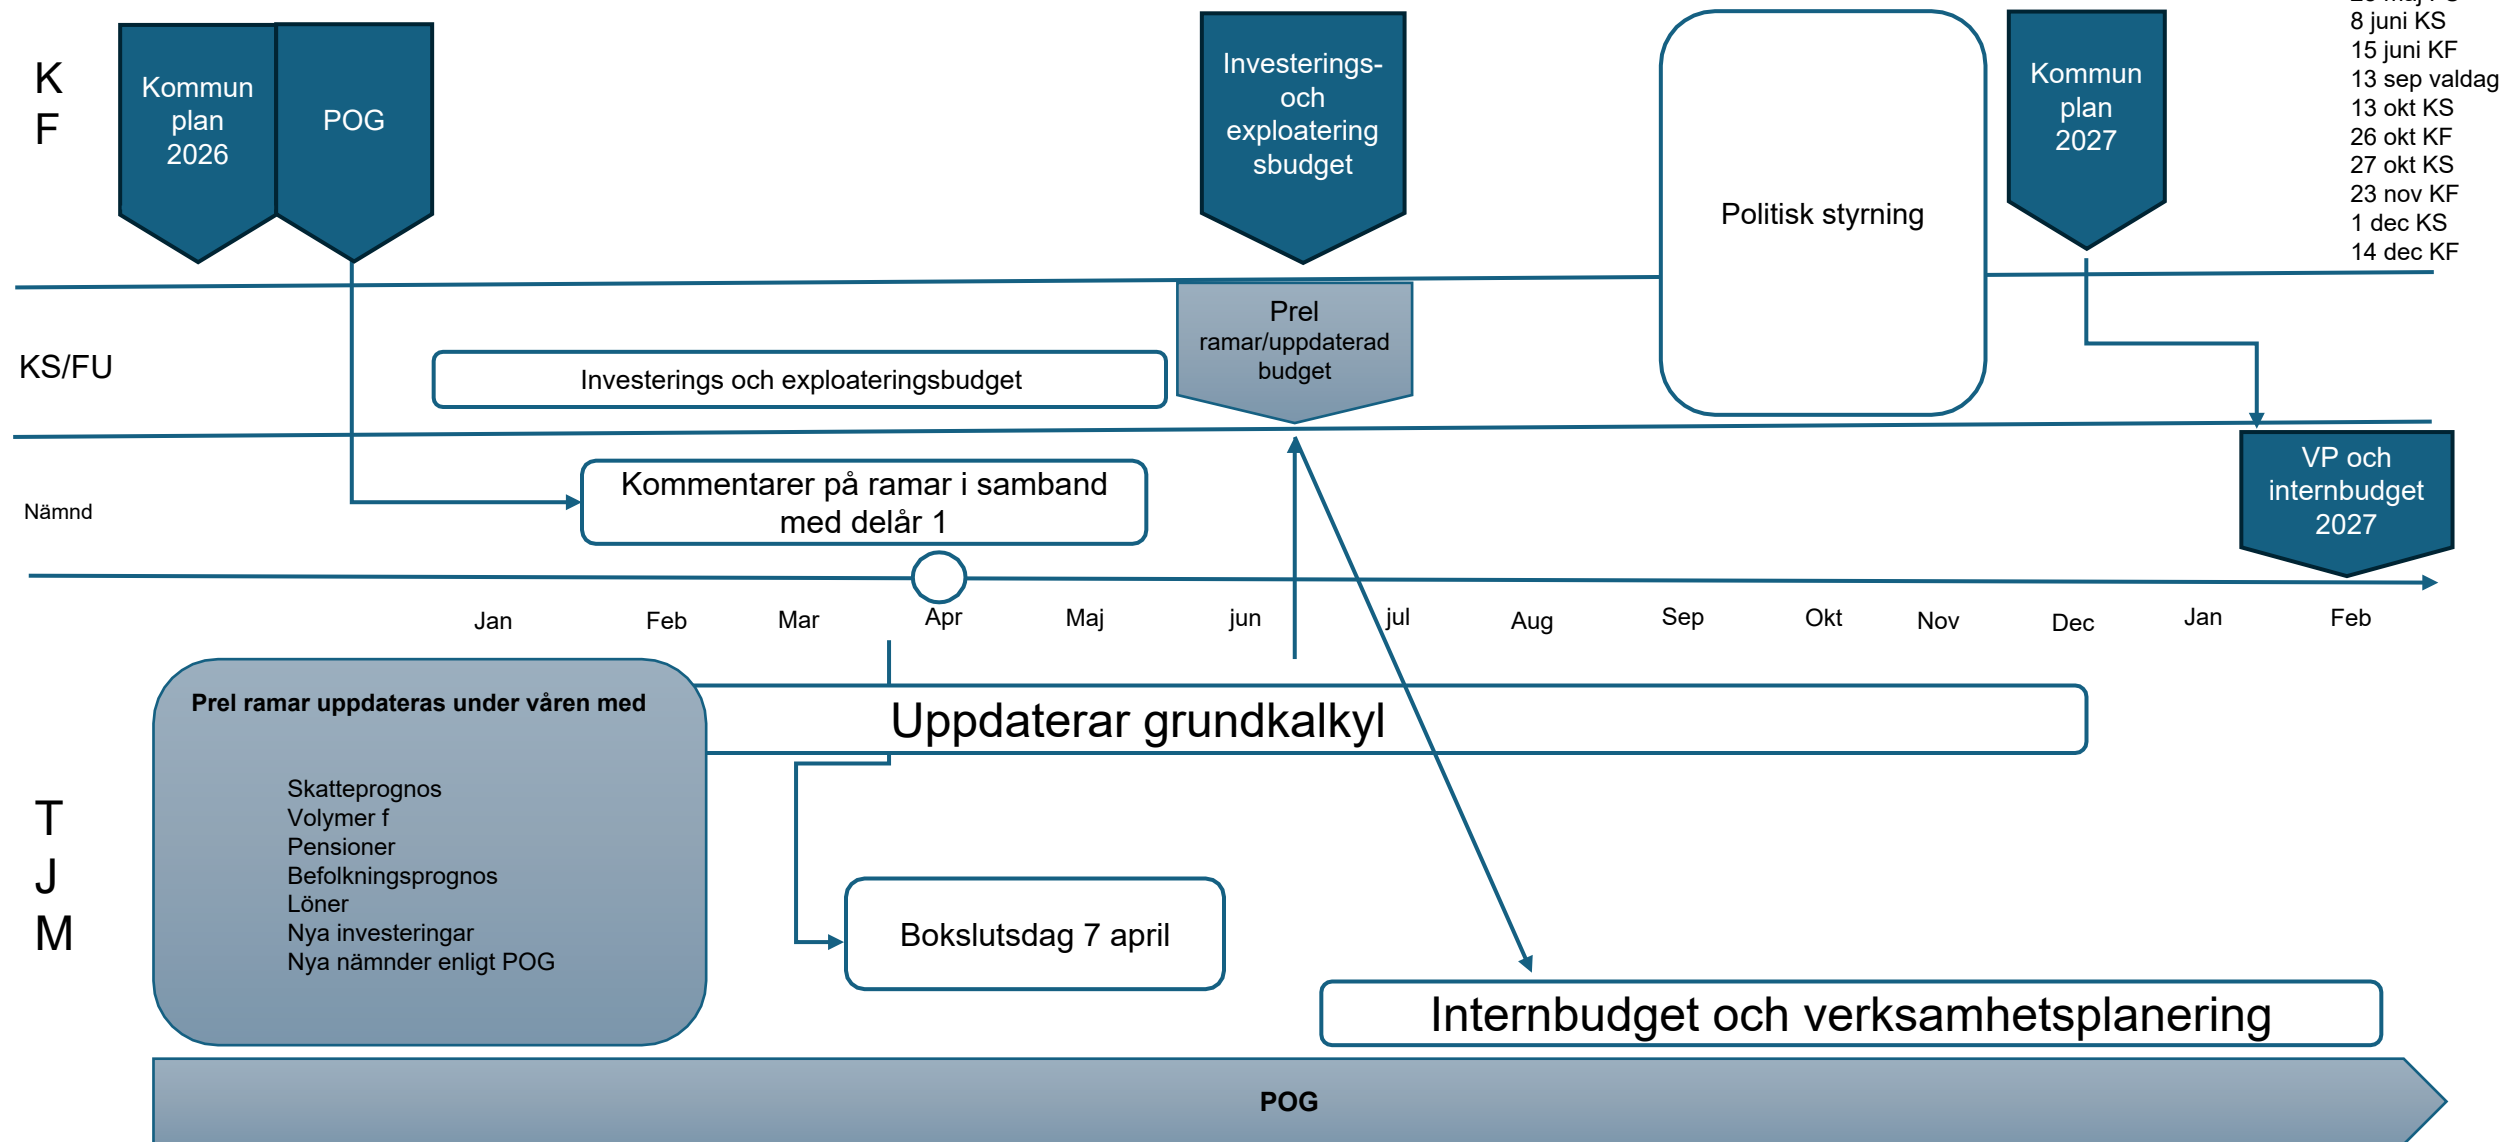 K
F
Kommun
plan
2026
POG
Investerings-
och
exploatering
sbudget
Politisk styrning
Kommun
plan
2027
8 juni KS
15 juni KF
13 sep valdag
13 okt KS
26 okt KF
27 okt KS
23 nov KF
1 dec KS
14 dec KF
KS/FU
Investerings och exploateringsbudget
Prel
ramar/uppdaterad
budget
Nämnd
Kommentarer på ramar i samband
med delår 1
VP och
internbudget
2027
Jan Feb Mar Apr Maj jun jul Aug Sep Okt Nov Dec Jan Feb
T
J
M
Prel ramar uppdateras under våren med
Skatteprognos
Volymer f
Pensioner
Befolkningsprognos
Löner
Nya investeringar
Nya nämnder enligt POG
Uppdaterar grundkalkyl
Bokslutsdag 7 april
Internbudget och verksamhetsplanering
POG